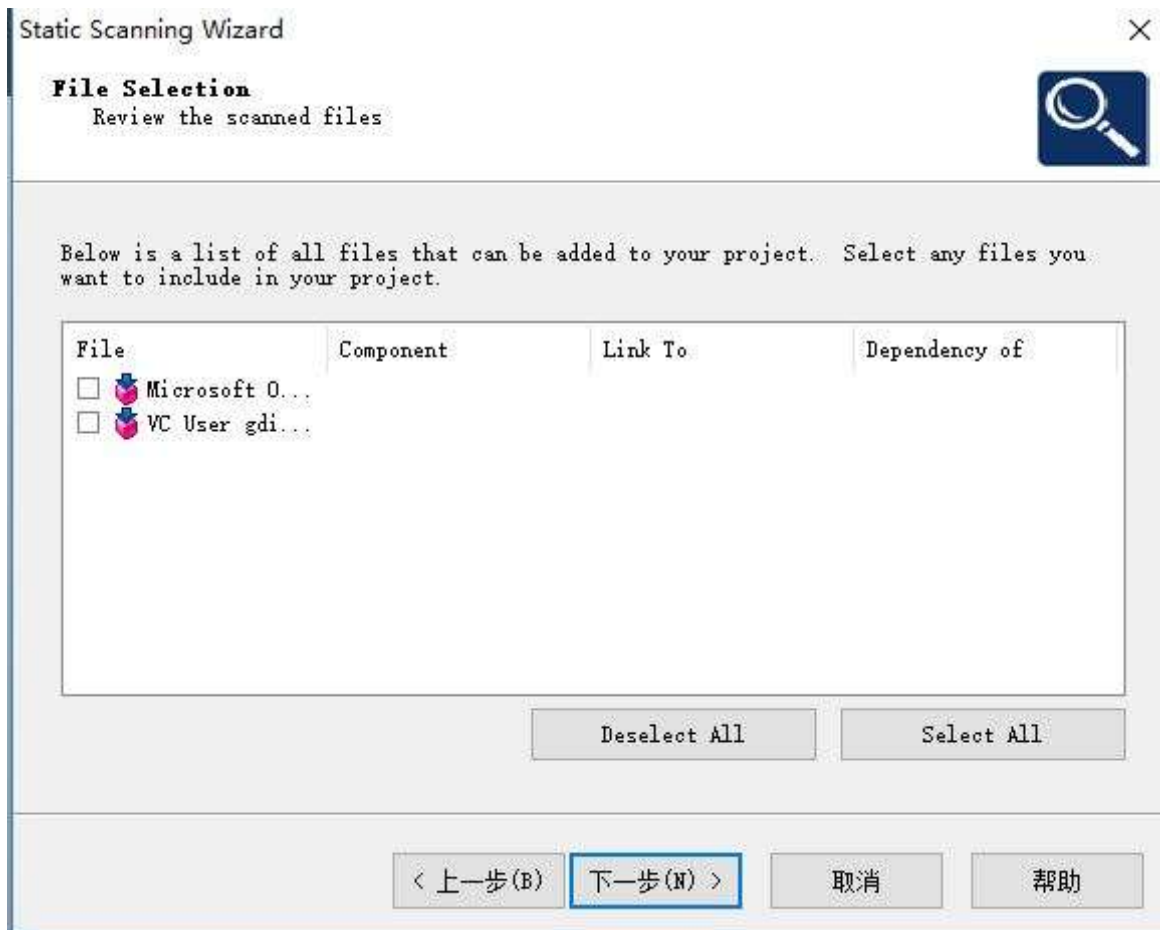 Static Scanning Wizard
File Selection
Review the scanned files
Below is a list of all files that can be added to your project. Select any files you
want to include in your project.
File Component Link To Dependency of
Microsoft O...
VC User gdi...
Deselect All Select All
< 上一步(B) 下一步(N) > 取消 帮助